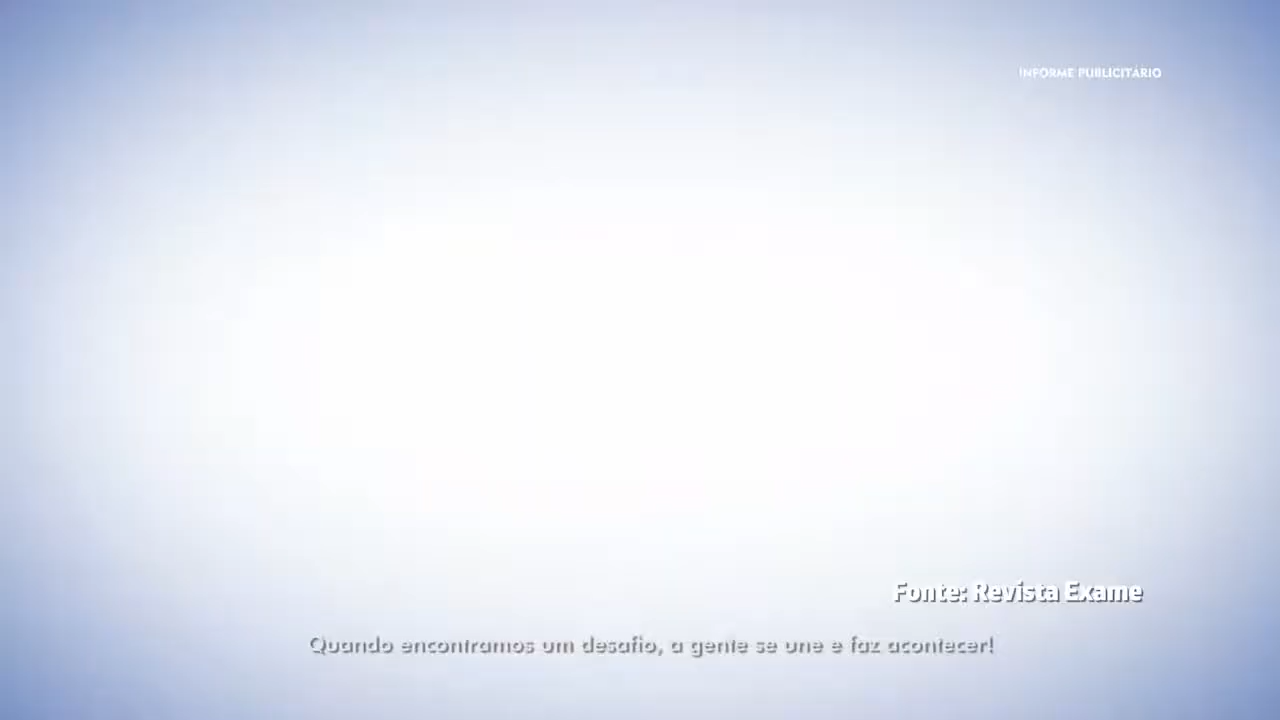 INFORME PUBLICITÁRIO
Fonte: Revista Exame
Quando encontramos um desafio, a gente se une e faz acontecer!